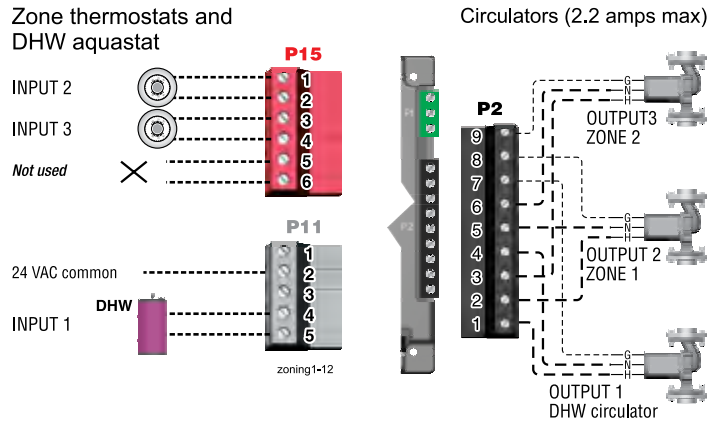 Zone thermostats and
DHW aquastat
Circulators (2.2 amps max)
P15
INPUT 2
1
2
INPUT 3
3
4
Not used
5
6
P11
1
24 VAC common
2
3
DHW
INPUT 1
4
5
zoning1-12
P1
P2
P2
9
8
7
6
5
4
3
2
1
G
N
H
OUTPUT3
ZONE 2
G
N
H
OUTPUT 2
ZONE 1
G
N
H
OUTPUT 1
DHW circulator